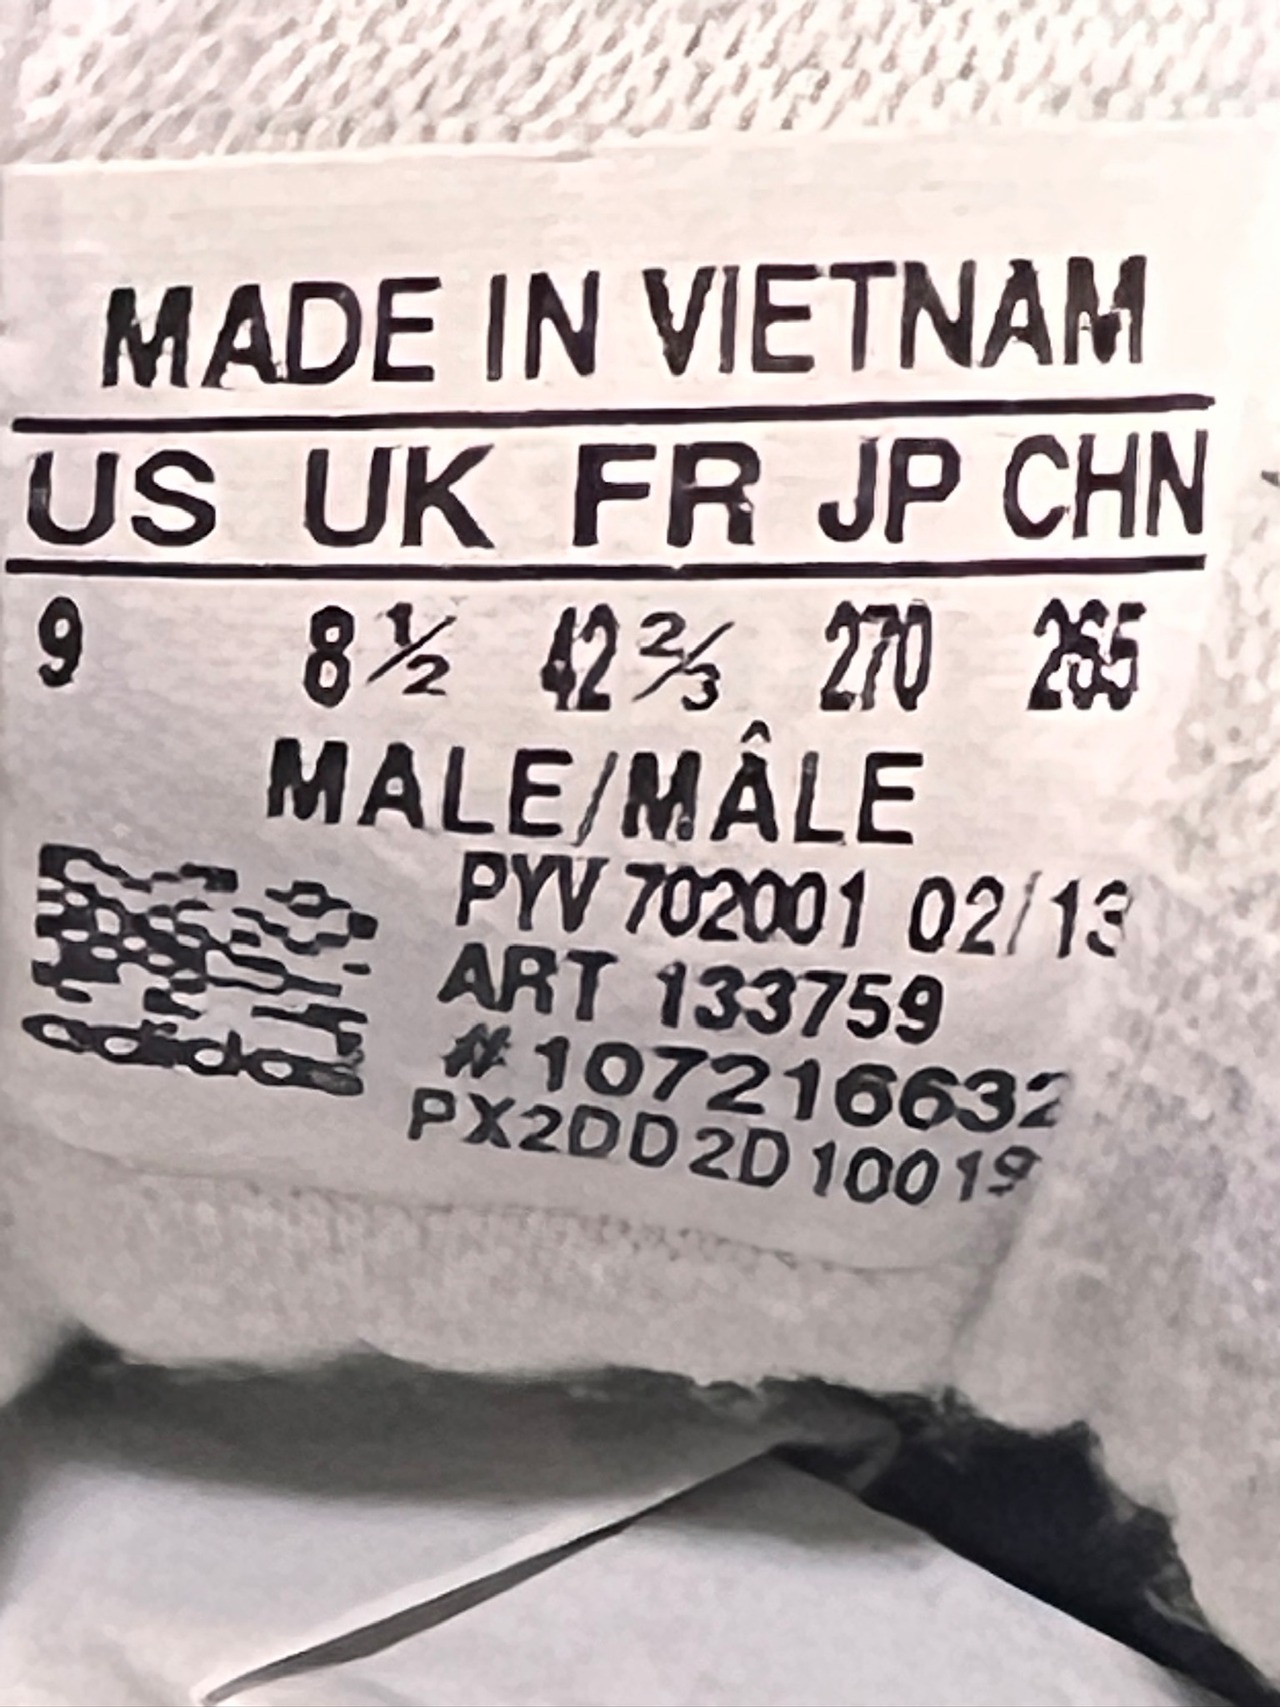 MADE IN VIETNAM
US UK FR JP CHN
9 8½ 42⅔ 270 265
MALE/MÂLE
PYV 702001 02/13
ART 133759
# 107216632
PX2DD2D10019
adidas